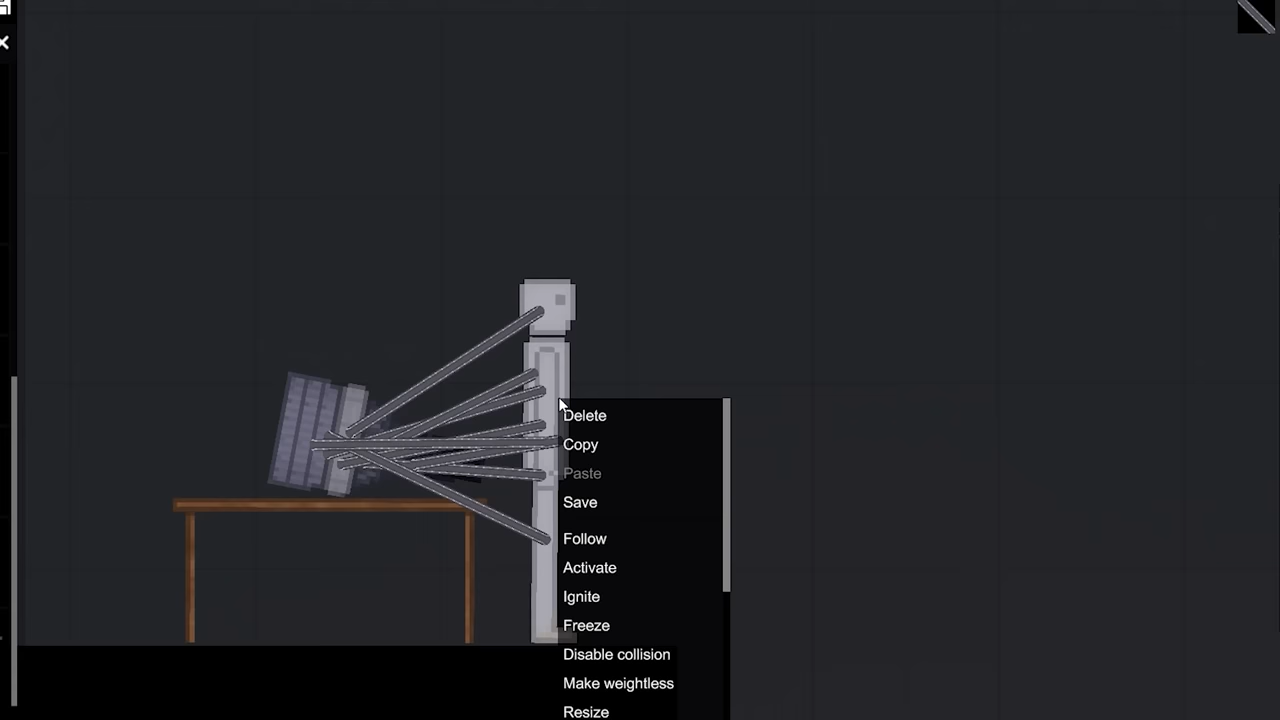 Delete
Copy
Paste
Save
Follow
Activate
Ignite
Freeze
Disable collision
Make weightless
Resize